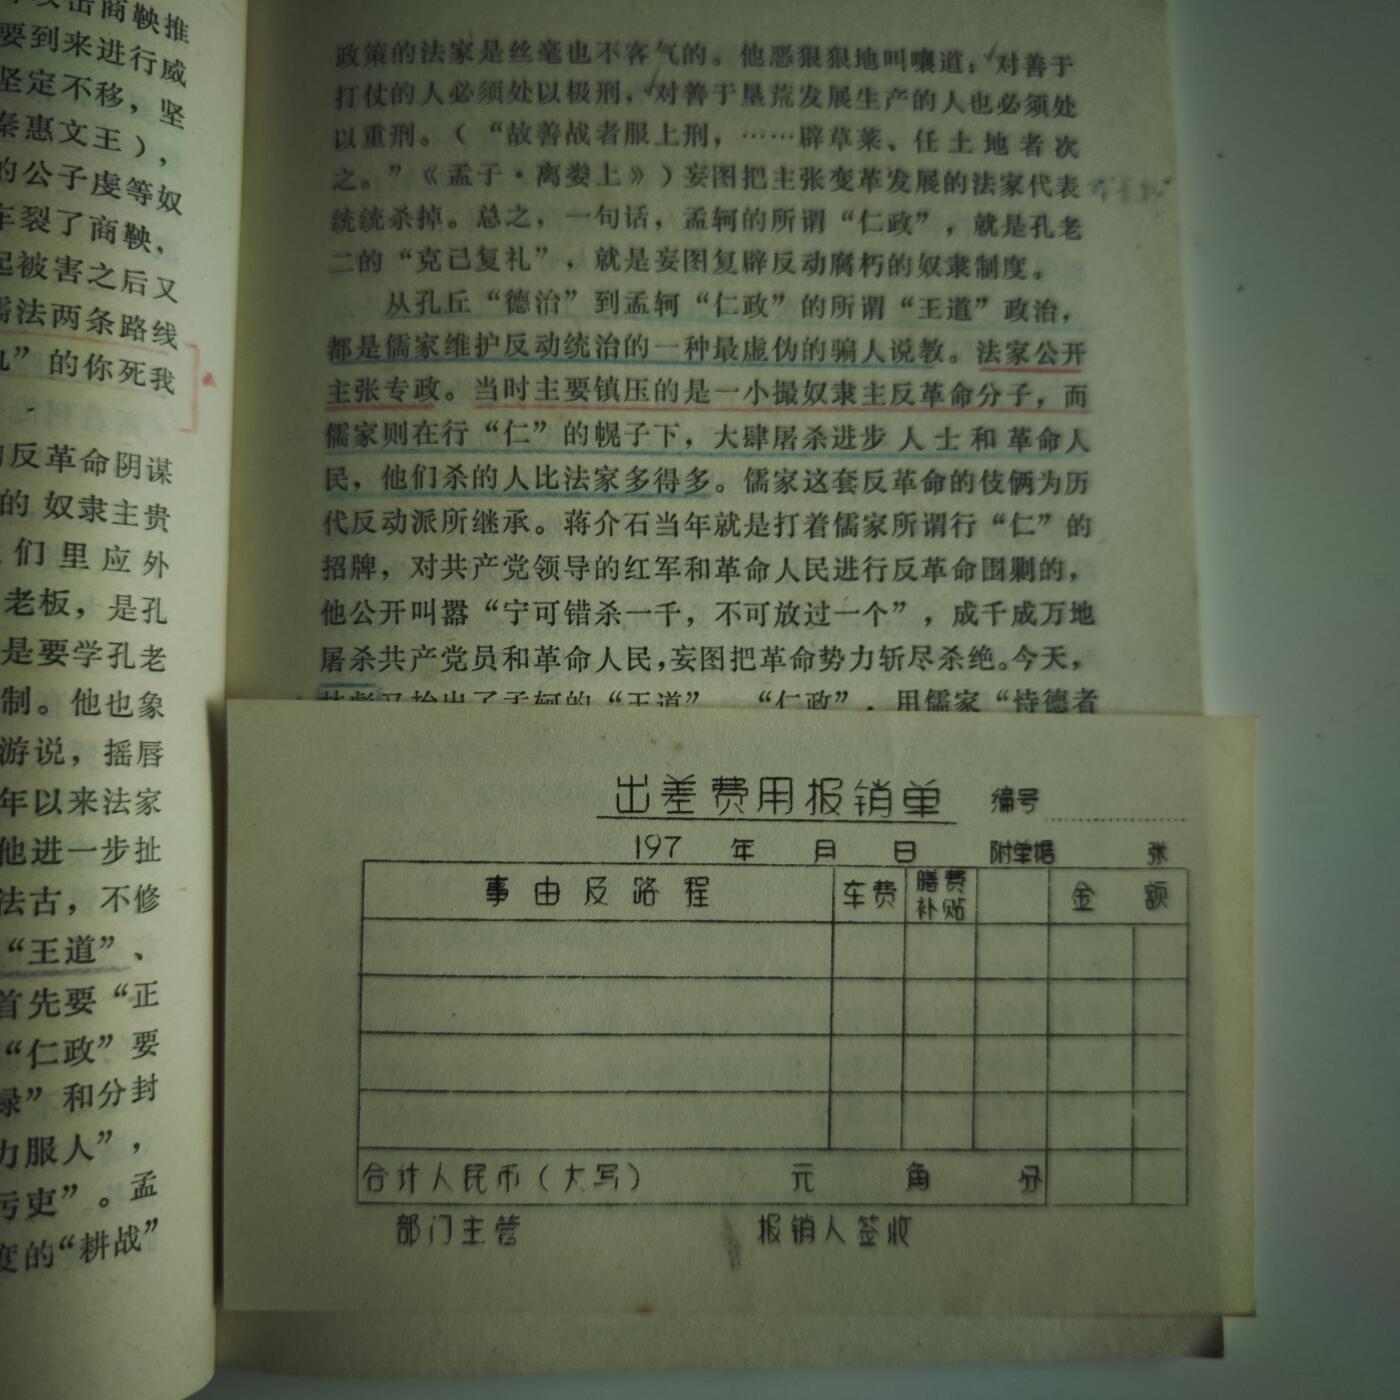 击商鞅推
要到来进行威
坚定不移，坚
秦惠文王），
的公子虔等奴
车裂了商鞅，
起被害之后又
儒法两条路线
”的你死我
反革命阴谋
的奴隶主贵
们里应外
老板，是孔
是要学孔老
制。他也象
游说，摇唇
年以来法家
他进一步扯
法古，不修
“王道”、
首先要“正
“仁政”要
禄”和分封
力服人”，
污吏”。孟
度的“耕战”
政策的法家是丝毫也不客气的。他恶狠狠地叫嚷道：对善于
打仗的人必须处以极刑，对善于垦荒发展生产的人也必须处
以重刑。（“故善战者服上刑，……辟草莱、任土地者次
之。”《孟子·离娄上》）妄图把主张变革发展的法家代表
统统杀掉。总之，一句话，孟轲的所谓“仁政”，就是孔老
二的“克己复礼”，就是妄图复辟反动腐朽的奴隶制度。
从孔丘“德治”到孟轲“仁政”的所谓“王道”政治，
都是儒家维护反动统治的一种最虚伪的骗人说教。法家公开
主张专政。当时主要镇压的是一小撮奴隶主反革命分子，而
儒家则在行“仁”的幌子下，大肆屠杀进步人士和革命人
民，他们杀的人比法家多得多。儒家这套反革命的伎俩为历
代反动派所继承。蒋介石当年就是打着儒家所谓行“仁”的
招牌，对共产党领导的红军和革命人民进行反革命围剿的，
他公开叫嚣“宁可错杀一千，不可放过一个”，成千成万地
屠杀共产党员和革命人民，妄图把革命势力斩尽杀绝。今天，
林彪又抬出了孟轲的“王道”、“仁政”，用儒家“恃德者
出差费用报销单 编号
197 年 月 日 附单据 张
事由及路程 车费 膳费补贴 金额
合计人民币（大写） 元 角 分
部门主管 报销人签收